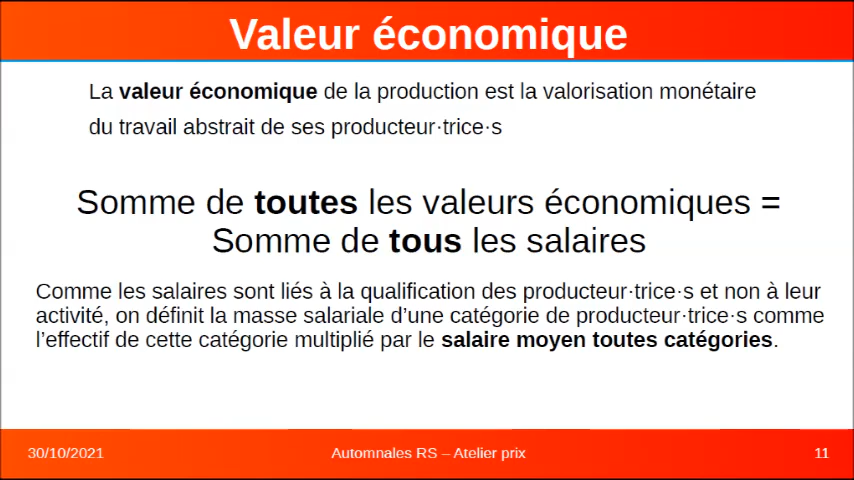 Valeur économique
La valeur économique de la production est la valorisation monétaire
du travail abstrait de ses producteur·trice·s
Somme de toutes les valeurs économiques =
Somme de tous les salaires
Comme les salaires sont liés à la qualification des producteur·trice·s et non à leur
activité, on définit la masse salariale d’une catégorie de producteur·trice·s comme
l’effectif de cette catégorie multiplié par le salaire moyen toutes catégories.
30/10/2021
Automnales RS – Atelier prix
11